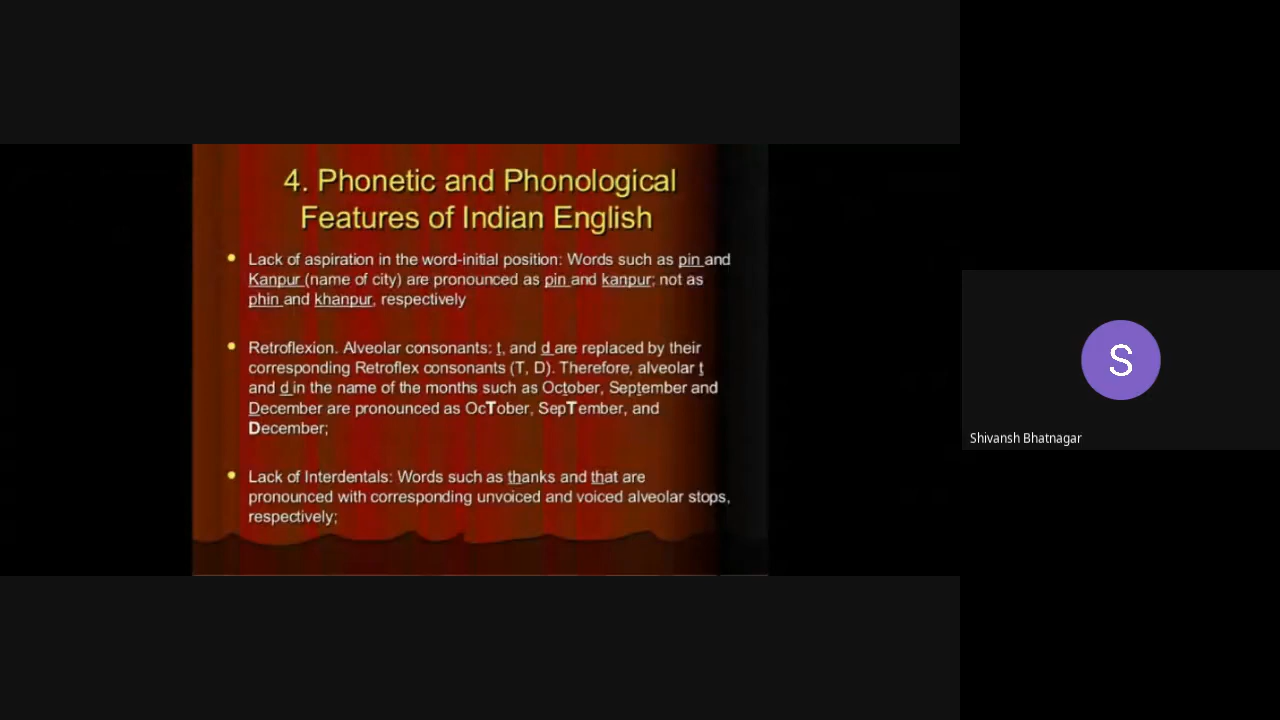 4. Phonetic and Phonological
Features of Indian English
Lack of aspiration in the word-initial position: Words such as pin and
Kanpur (name of city) are pronounced as pin and kanpur; not as
phin and khanpur, respectively
Retroflexion. Alveolar consonants: t, and d are replaced by their
corresponding Retroflex consonants (T, D). Therefore, alveolar t
and d in the name of the months such as October, September and
December are pronounced as OcTober, SepTember, and
December;
Lack of Interdentals: Words such as thanks and that are
pronounced with corresponding unvoiced and voiced alveolar stops,
respectively;
S
Shivansh Bhatnagar